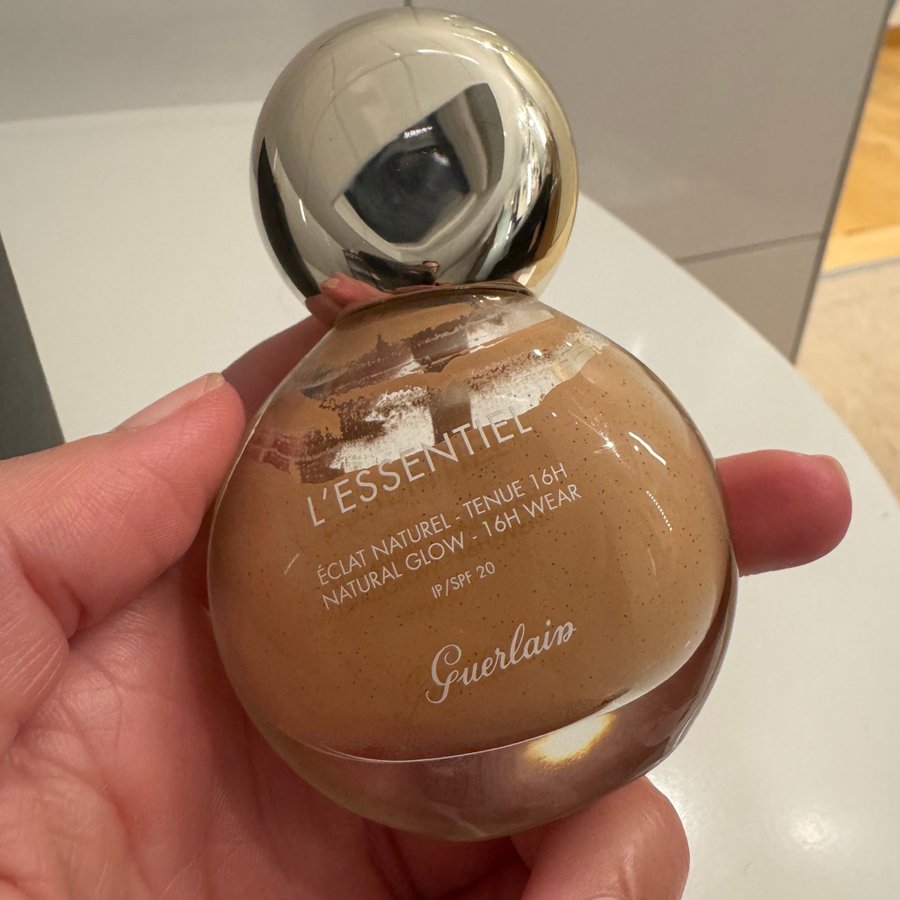 L'ESSENTIEL
ÉCLAT NATUREL - TENUE 16H
NATURAL GLOW - 16H WEAR
IP/SPF 20
Guerlain